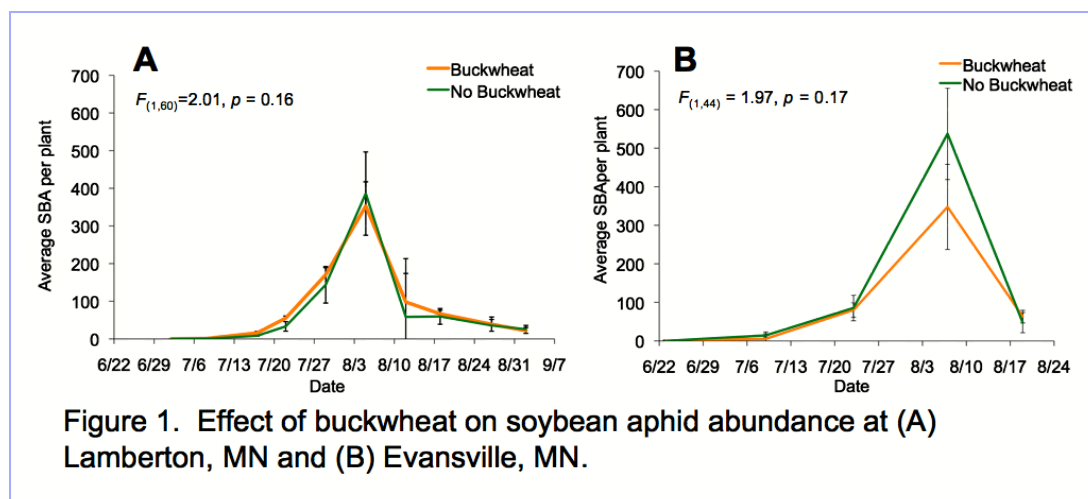 A
Buckwheat
No Buckwheat
F(1,60)=2.01, p = 0.16
Average SBA per plant
700
600
500
400
300
200
100
0
6/22 6/29 7/6 7/13 7/20 7/27 8/3 8/10 8/17 8/24 8/31 9/7
Date
B
Buckwheat
No Buckwheat
F(1,44) = 1.97, p = 0.17
Average SBAper plant
700
600
500
400
300
200
100
0
6/22 6/29 7/6 7/13 7/20 7/27 8/3 8/10 8/17 8/24
Date
Figure 1. Effect of buckwheat on soybean aphid abundance at (A)
Lamberton, MN and (B) Evansville, MN.